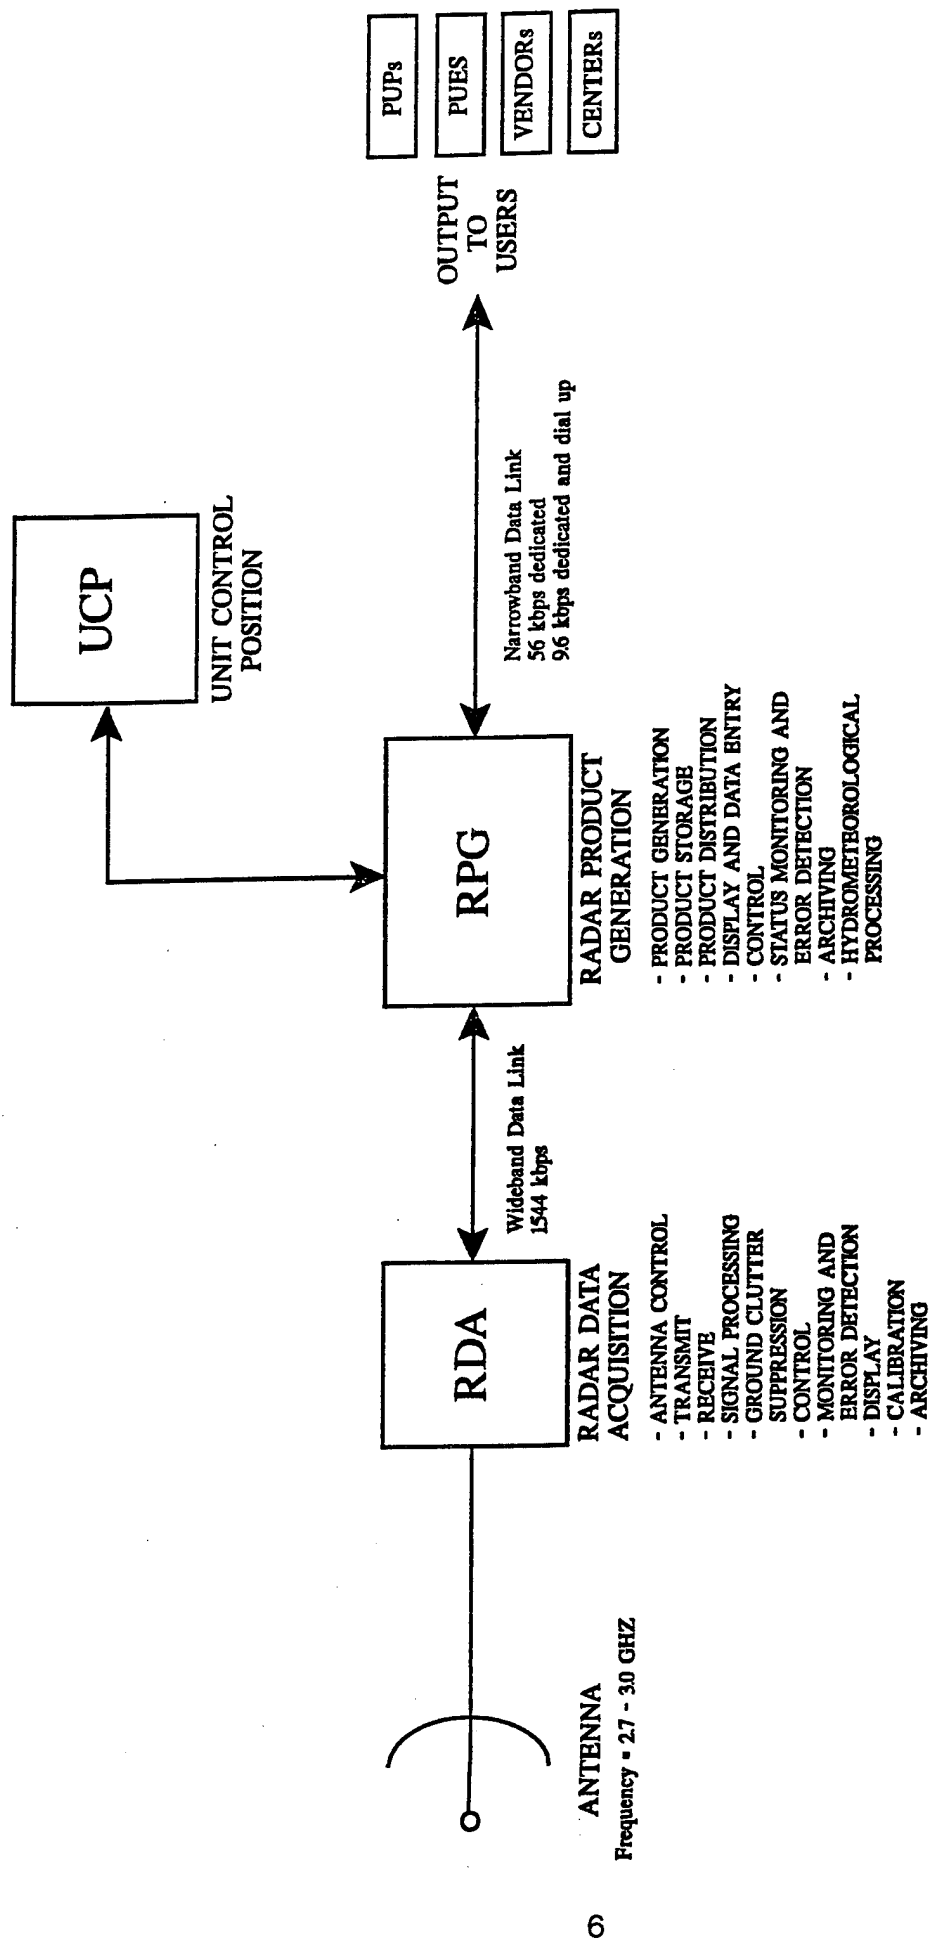 UCP
UNIT CONTROL
POSITION
PUPs
PUES
VENDORs
CENTERs
OUTPUT
TO
USERS
RDA
Wideband Data Link
1544 kbps
RPG
Narrowband Data Link
56 kbps dedicated
9.6 kbps dedicated and dial up
ANTENNA
Frequency = 2.7 - 3.0 GHZ
RADAR DATA
ACQUISITION
- ANTENNA CONTROL
- TRANSMIT
- RECEIVE
- SIGNAL PROCESSING
- GROUND CLUTTER
SUPPRESSION
- CONTROL
- MONITORING AND
ERROR DETECTION
- DISPLAY
- CALIBRATION
- ARCHIVING
RADAR PRODUCT
GENERATION
- PRODUCT GENERATION
- PRODUCT STORAGE
- PRODUCT DISTRIBUTION
- DISPLAY AND DATA ENTRY
- CONTROL
- STATUS MONITORING AND
ERROR DETECTION
- ARCHIVING
- HYDROMETEOROLOGICAL
PROCESSING
6